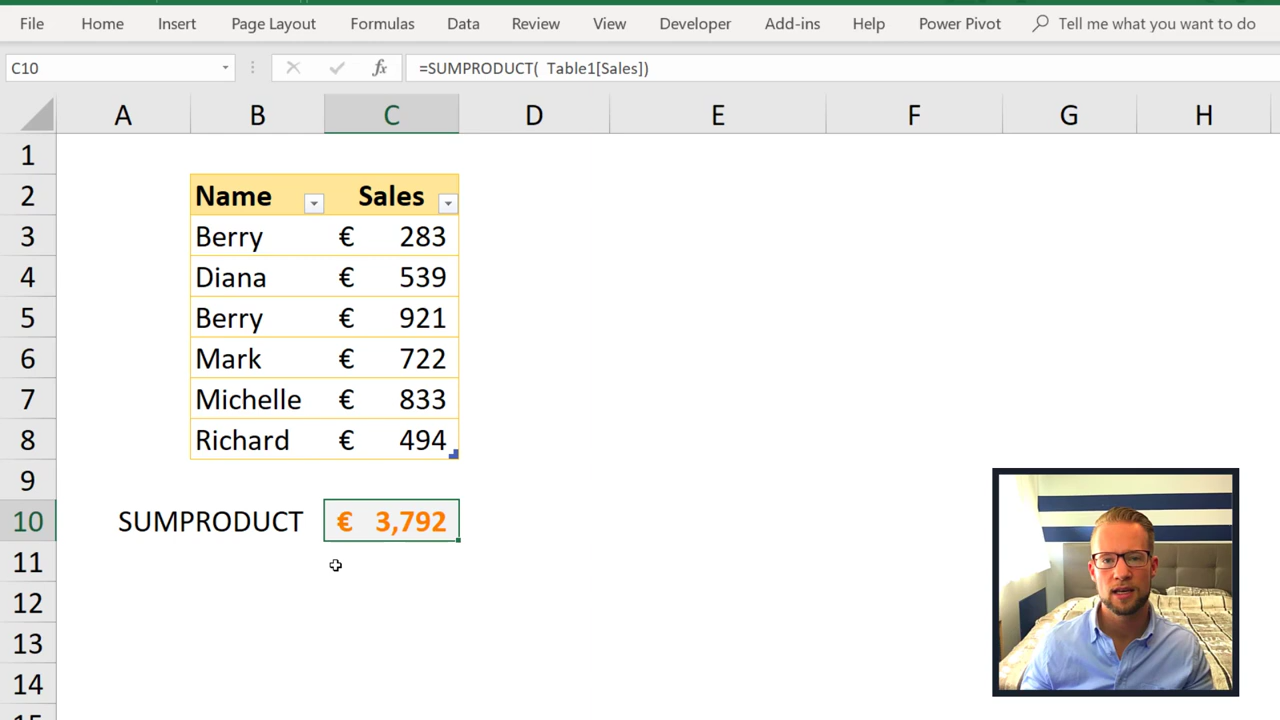 File Home Insert Page Layout Formulas Data Review View Developer Add-ins Help Power Pivot Tell me what you want to do
C10 fx =SUMPRODUCT( Table1[Sales])
A B C D E F G H
1
2 Name Sales
3 Berry € 283
4 Diana € 539
5 Berry € 921
6 Mark € 722
7 Michelle € 833
8 Richard € 494
9
10 SUMPRODUCT € 3,792
11
12
13
14
15